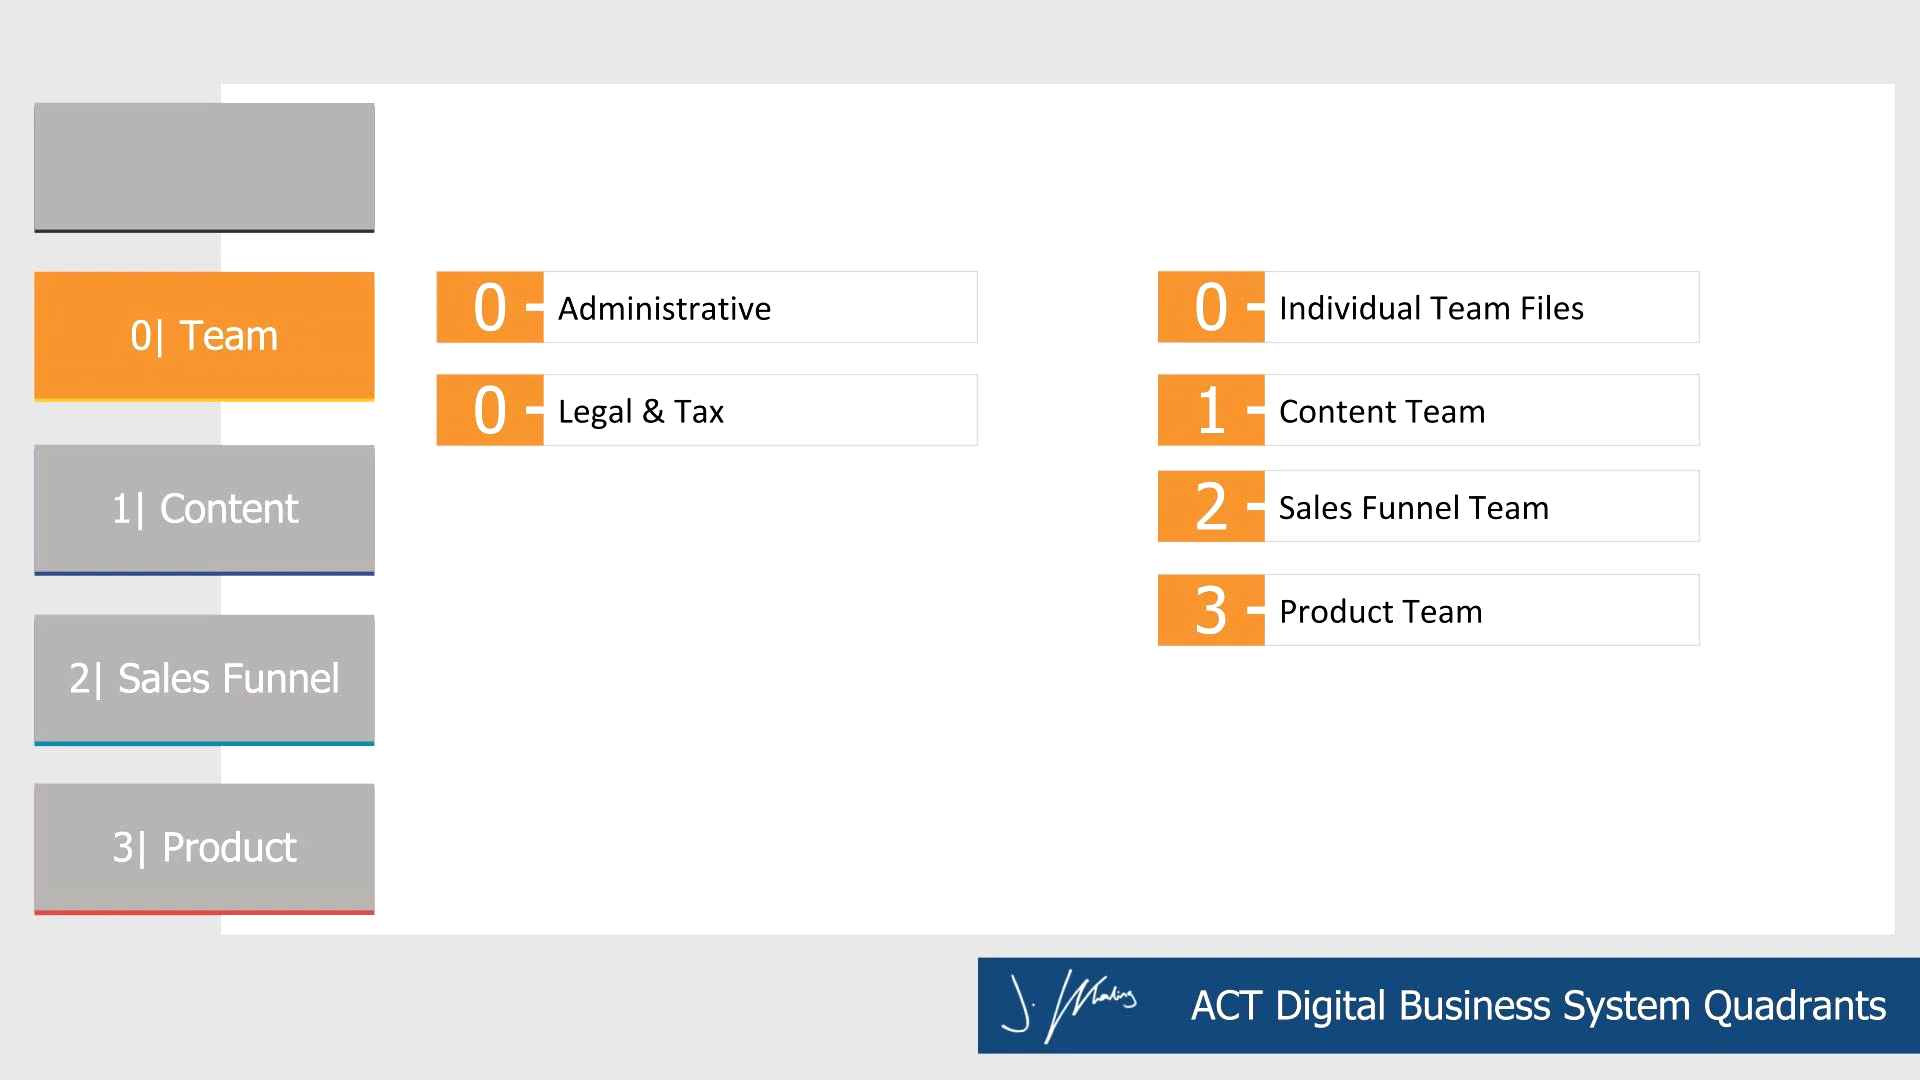 0| Team
1| Content
2| Sales Funnel
3| Product
0 - Administrative
0 - Legal & Tax
0 - Individual Team Files
1 - Content Team
2 - Sales Funnel Team
3 - Product Team
ACT Digital Business System Quadrants